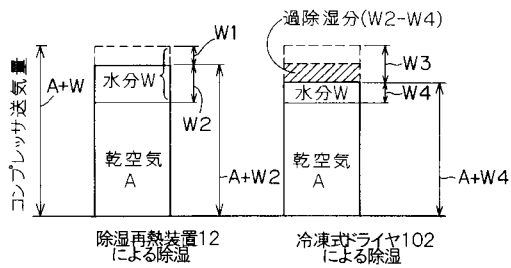 過除湿分(W2-W4)
コンプレッサ送気量
A+W
水分W
W1
W2
乾空気
A
A+W2
水分W
W3
W4
乾空気
A
A+W4
除湿再熱装置12
による除湿
冷凍式ドライヤ102
による除湿